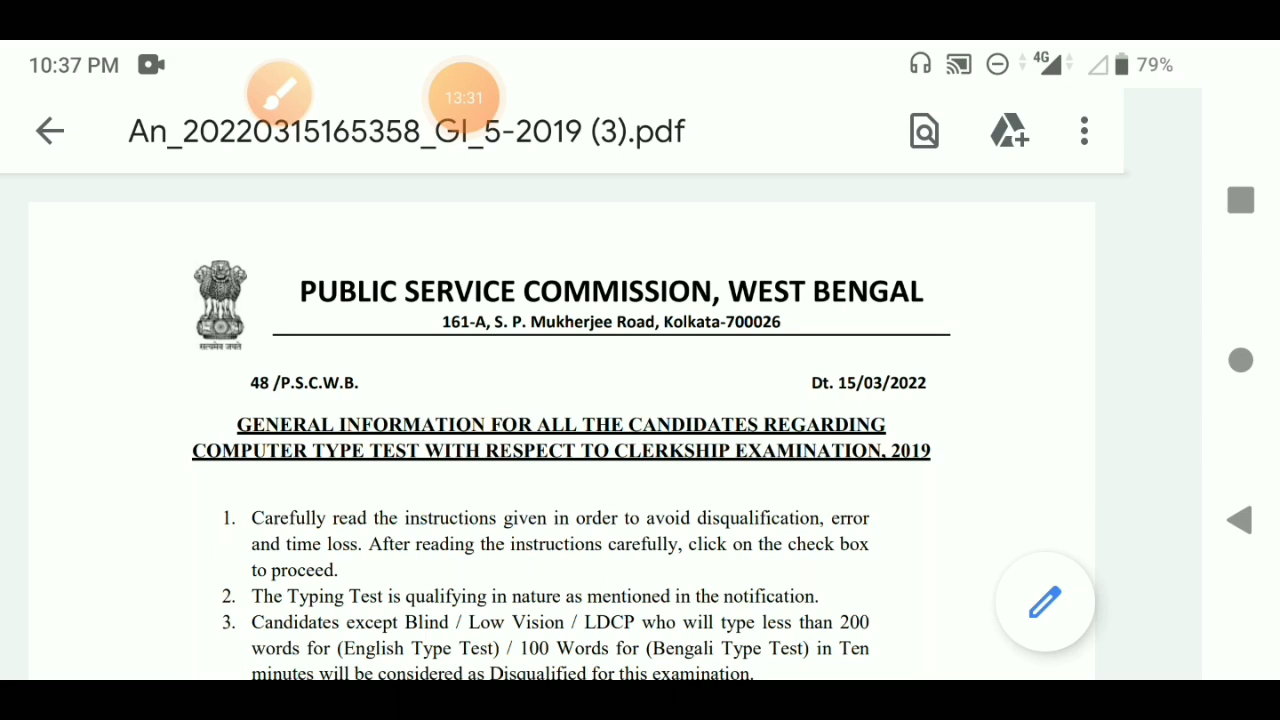 10:37 PM
4G
79%
13:31
An_20220315165358_GI_5-2019 (3).pdf
PUBLIC SERVICE COMMISSION, WEST BENGAL
161-A, S. P. Mukherjee Road, Kolkata-700026
सत्यमेव जयते
48 /P.S.C.W.B.
Dt. 15/03/2022
GENERAL INFORMATION FOR ALL THE CANDIDATES REGARDING
COMPUTER TYPE TEST WITH RESPECT TO CLERKSHIP EXAMINATION, 2019
1. Carefully read the instructions given in order to avoid disqualification, error
and time loss. After reading the instructions carefully, click on the check box
to proceed.
2. The Typing Test is qualifying in nature as mentioned in the notification.
3. Candidates except Blind / Low Vision / LDCP who will type less than 200
words for (English Type Test) / 100 Words for (Bengali Type Test) in Ten
minutes will be considered as Disqualified for this examination.